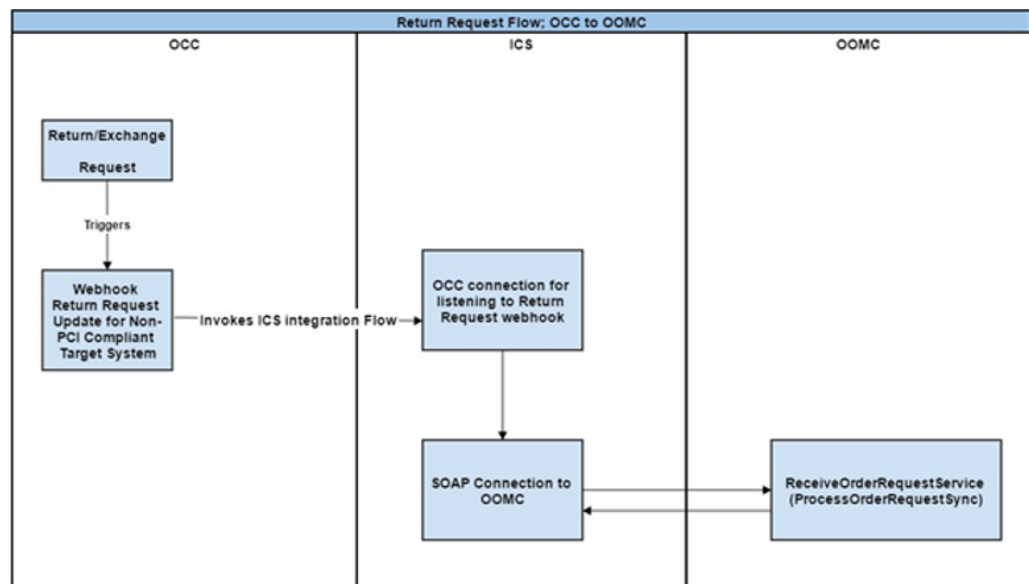 Return Request Flow; OCC to OOMC
OCC
ICS
OOMC
Return/Exchange
Request
Triggers
Webhook
Return Request
Update for Non-
PCI Compliant
Target System
Invokes ICS integration Flow
OCC connection for
listening to Return
Request webhook
SOAP Connection to
OOMC
ReceiveOrderRequestService
(ProcessOrderRequestSync)